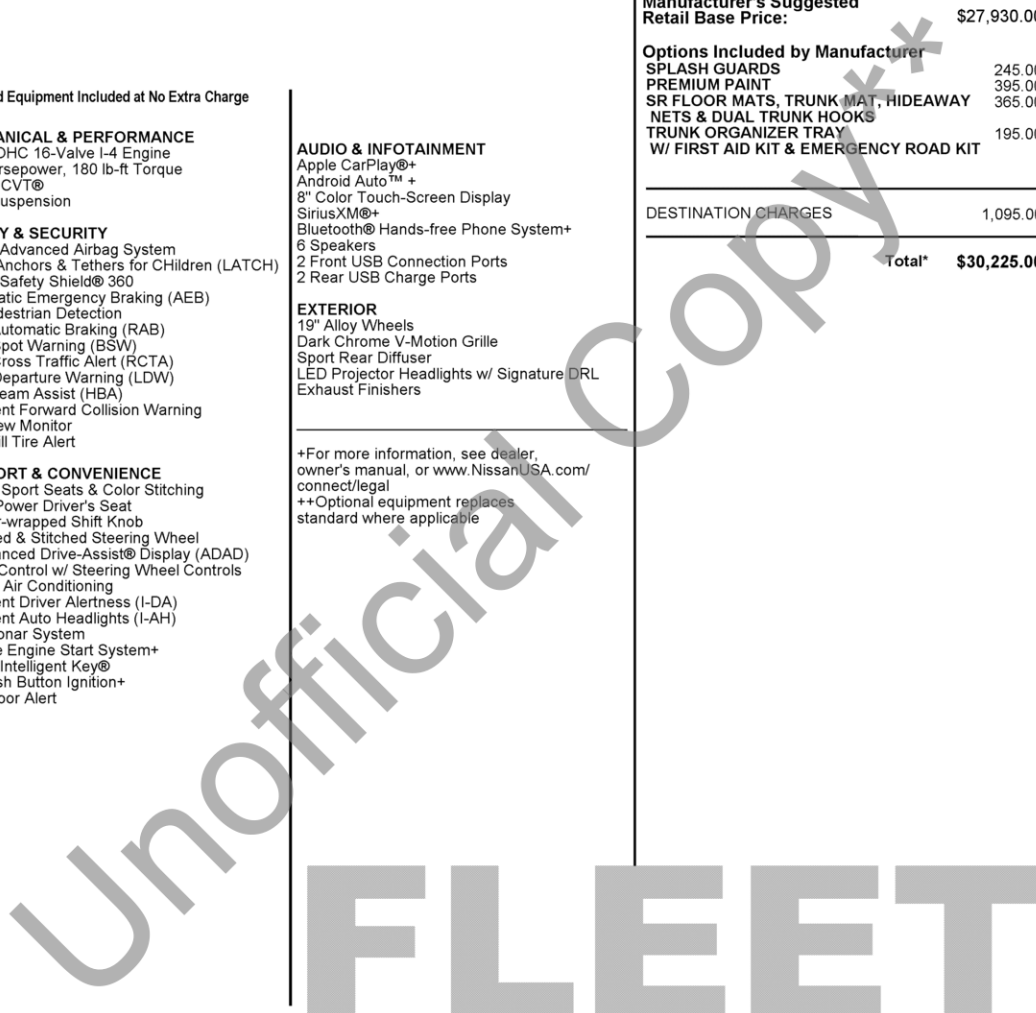 d Equipment Included at No Extra Charge
ANICAL & PERFORMANCE
OHC 16-Valve I-4 Engine
rsepower, 180 lb-ft Torque
CVT®
uspension
Y & SECURITY
Advanced Airbag System
Anchors & Tethers for CHildren (LATCH)
Safety Shield® 360
atic Emergency Braking (AEB)
destrian Detection
utomatic Braking (RAB)
pot Warning (BSW)
ross Traffic Alert (RCTA)
Departure Warning (LDW)
eam Assist (HBA)
ent Forward Collision Warning
ew Monitor
ll Tire Alert
ORT & CONVENIENCE
Sport Seats & Color Stitching
Power Driver's Seat
r-wrapped Shift Knob
ed & Stitched Steering Wheel
anced Drive-Assist® Display (ADAD)
Control w/ Steering Wheel Controls
Air Conditioning
ent Driver Alertness (I-DA)
ent Auto Headlights (I-AH)
onar System
e Engine Start System+
Intelligent Key®
sh Button Ignition+
oor Alert
AUDIO & INFOTAINMENT
Apple CarPlay®+
Android Auto™ +
8" Color Touch-Screen Display
SiriusXM®+
Bluetooth® Hands-free Phone System+
6 Speakers
2 Front USB Connection Ports
2 Rear USB Charge Ports
EXTERIOR
19" Alloy Wheels
Dark Chrome V-Motion Grille
Sport Rear Diffuser
LED Projector Headlights w/ Signature DRL
Exhaust Finishers
+For more information, see dealer,
owner's manual, or www.NissanUSA.com/
connect/legal
++Optional equipment replaces
standard where applicable
Manufacturer's Suggested
Retail Base Price: $27,930.00
Options Included by Manufacturer
SPLASH GUARDS 245.00
PREMIUM PAINT 395.00
SR FLOOR MATS, TRUNK MAT, HIDEAWAY 365.00
NETS & DUAL TRUNK HOOKS
TRUNK ORGANIZER TRAY 195.00
W/ FIRST AID KIT & EMERGENCY ROAD KIT
DESTINATION CHARGES 1,095.00
Total* $30,225.00
Unofficial Copy**
FLEET